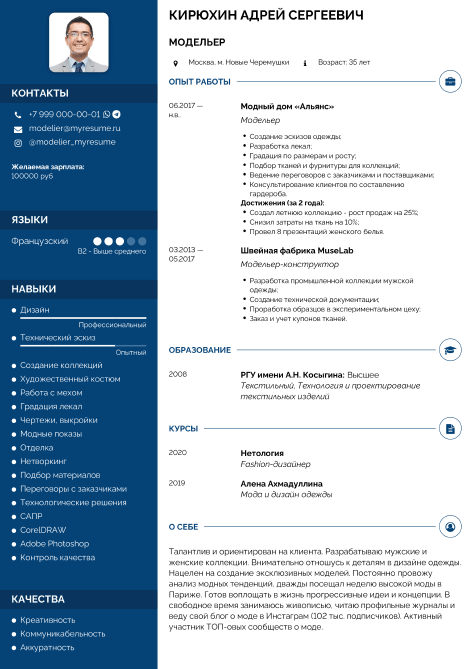 КОНТАКТЫ
+7 999 000-00-01
modelier@myresume.ru
@modelier_myresume
Желаемая зарплата:
100000 руб
ЯЗЫКИ
Французский
B2 - Выше среднего
НАВЫКИ
Дизайн
Профессиональный
Технический эскиз
Опытный
Создание коллекций
Художественный костюм
Работа с мехом
Градация лекал
Чертежи, выкройки
Модные показы
Отделка
Нетворкинг
Подбор материалов
Переговоры с заказчиками
Технологические решения
САПР
CorelDRAW
Adobe Photoshop
Контроль качества
КАЧЕСТВА
Креативность
Коммуникабельность
Аккуратность
КИРЮХИН АДРЕЙ СЕРГЕЕВИЧ
МОДЕЛЬЕР
Москва, м. Новые Черемушки
Возраст: 35 лет
ОПЫТ РАБОТЫ
06.2017 —
н.в.
Модный дом «Альянс»
Модельер
Создание эскизов одежды;
Разработка лекал;
Градация по размерам и росту;
Подбор тканей и фурнитуры для коллекций;
Ведение переговоров с заказчиками и поставщиками;
Консультирование клиентов по составлению
гардероба.
Достижения (за 2 года):
Создал летнюю коллекцию - рост продаж на 25%;
Снизил затраты на ткань на 10%;
Провел 8 презентаций женского белья.
03.2013 —
05.2017
Швейная фабрика MuseLab
Модельер-конструктор
Разработка промышленной коллекции мужской
одежды;
Создание технической документации;
Проработка образцов в экспериментальном цеху;
Заказ и учет купонов тканей.
ОБРАЗОВАНИЕ
2008
РГУ имени А.Н. Косыгина: Высшее
Текстильный, Технология и проектирование
текстильных изделий
КУРСЫ
2020
Нетология
Fashion-дизайнер
2019
Алена Ахмадуллина
Мода и дизайн одежды
О СЕБЕ
Талантлив и ориентирован на клиента. Разрабатываю мужские и
женские коллекции. Внимательно отношусь к деталям в дизайне одежды.
Нацелен на создание эксклюзивных моделей. Постоянно провожу
анализ модных тенденций, дважды посещал неделю высокой моды в
Париже. Готов воплощать в жизнь прогрессивные идеи и концепции. В
свободное время занимаюсь живописью, читаю профильные журналы и
веду свой блог о моде в Инстаграм (102 тыс. подписчиков). Активный
участник ТОП-овых сообществ о моде.